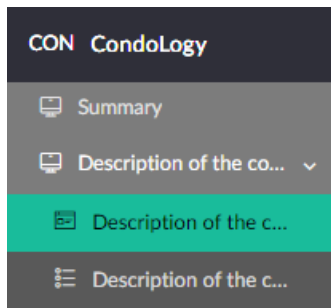 CON CondoLogy
Summary
Description of the co...
Description of the c...
Description of the c...